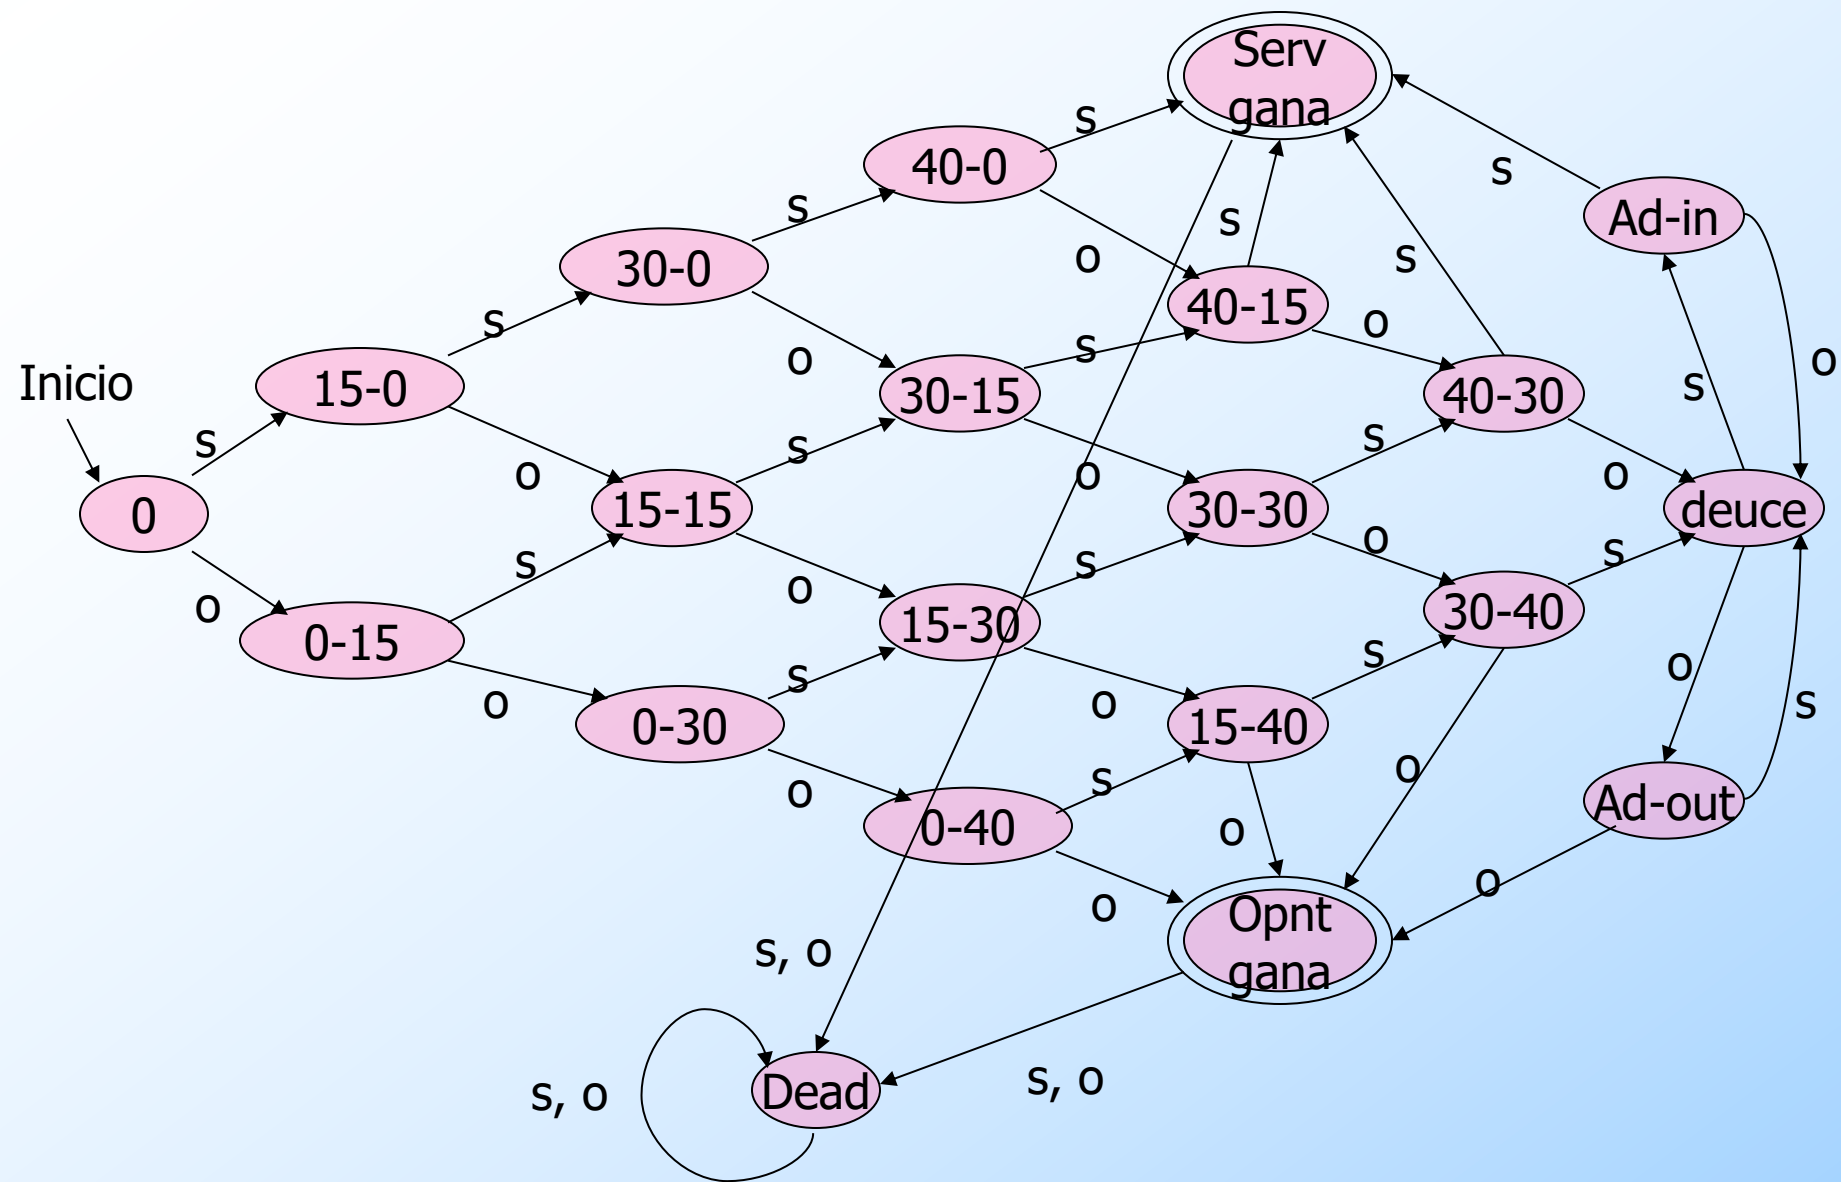 Serv
gana
s
40-0
s
Ad-in
s
s
s
o
s
30-0
40-15
s
o
o
s
o
Inicio
15-0
s
30-15
40-30
s
s
s
s
o
o
o
0
15-15
30-30
deuce
s
o
s
s
o
o
0-15
15-30
30-40
s
o
s
o
o
s
0-30
15-40
s
o
o
0-40
Ad-out
o
o
o
o
Opnt
gana
s, o
Dead
s, o
s, o